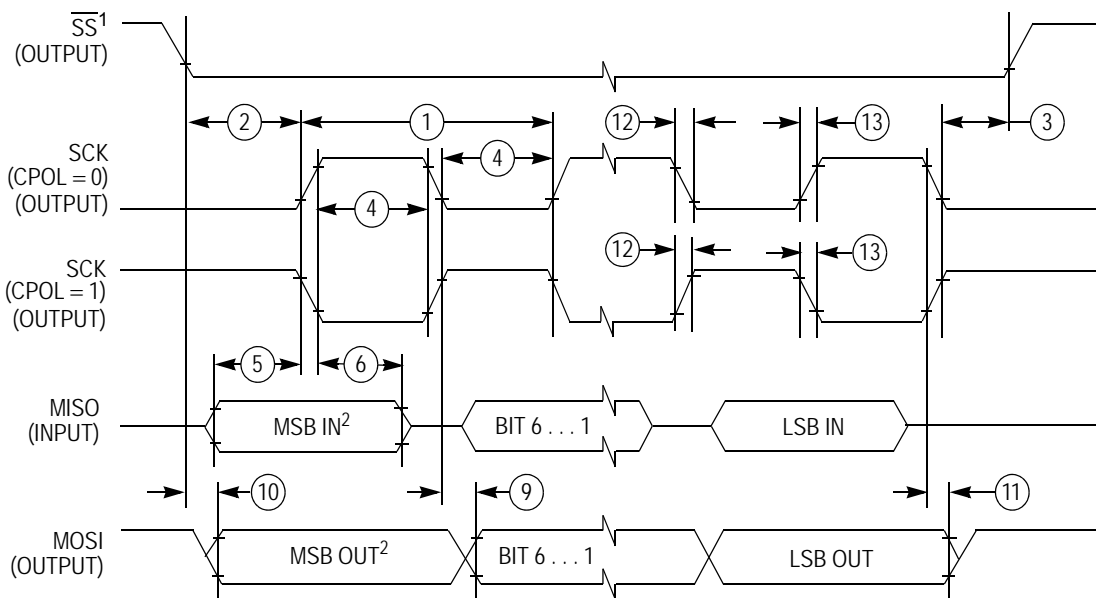 SS¹
(OUTPUT)
2
1
12
13
3
SCK
(CPOL = 0)
(OUTPUT)
4
4
SCK
(CPOL = 1)
(OUTPUT)
12
13
5
6
MISO
(INPUT)
MSB IN²
BIT 6 . . . 1
LSB IN
10
9
11
MOSI
(OUTPUT)
MSB OUT²
BIT 6 . . . 1
LSB OUT